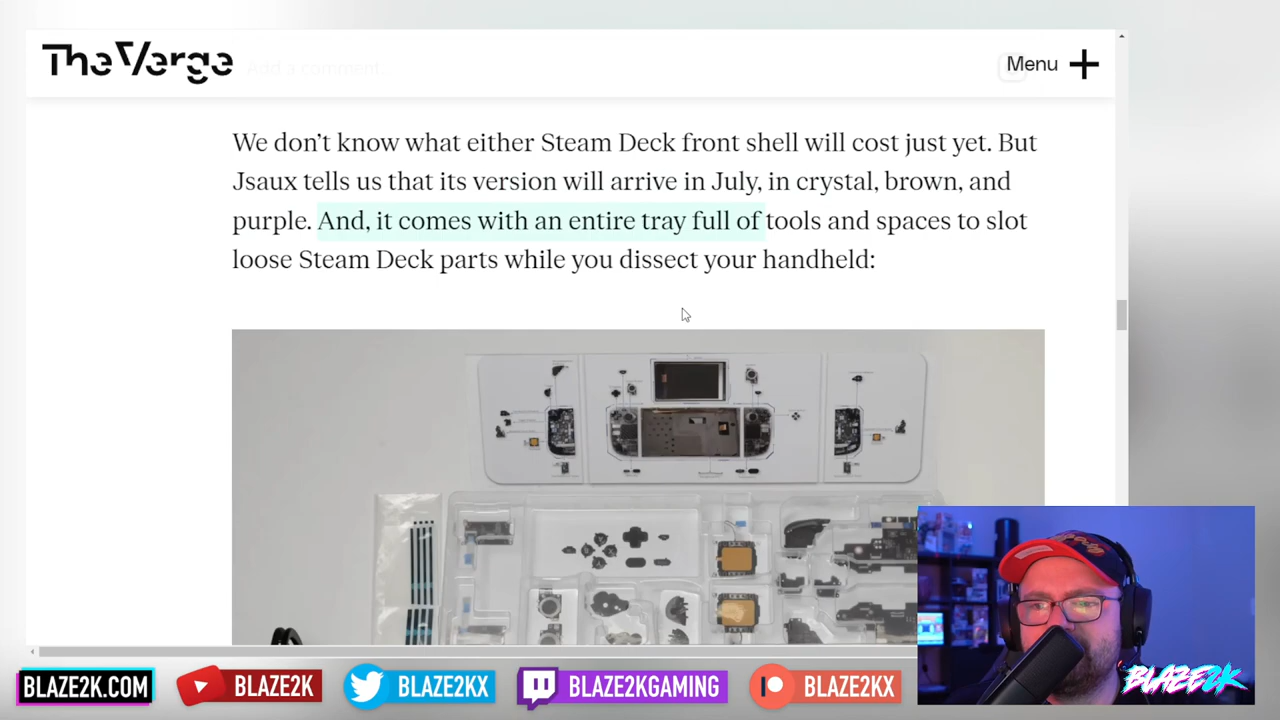 The Verge
Add a comment
Menu
We don't know what either Steam Deck front shell will cost just yet. But
Jsaux tells us that its version will arrive in July, in crystal, brown, and
purple. And, it comes with an entire tray full of tools and spaces to slot
loose Steam Deck parts while you dissect your handheld:
BLAZE2K
BLAZE2K.COM
BLAZE2K
BLAZE2KX
BLAZE2KGAMING
BLAZE2KX